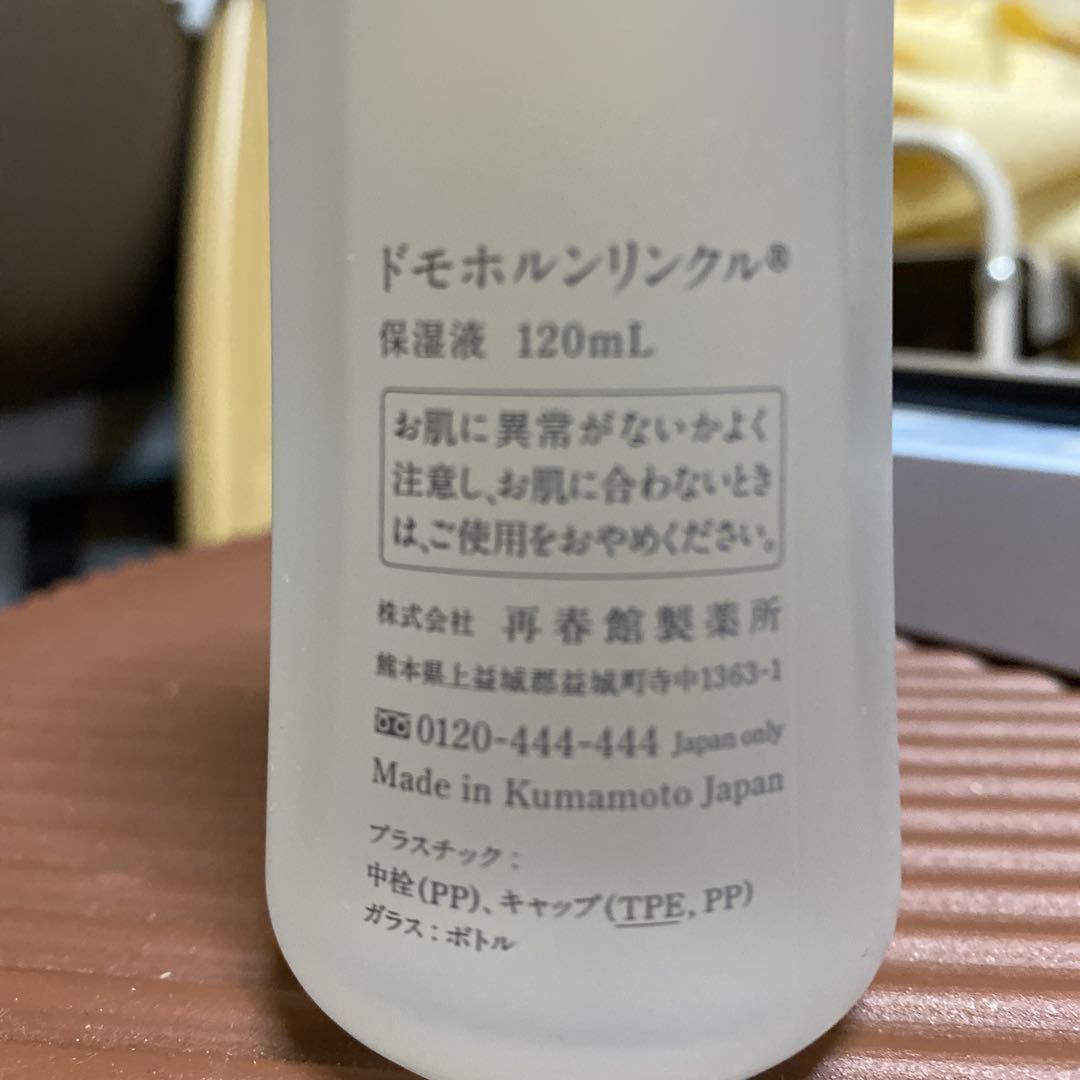 ドモホルンリンクル®
保湿液 120mL
お肌に異常がないかよく
注意し、お肌に合わないとき
は、ご使用をおやめください。
株式会社 再春館製薬所
熊本県上益城郡益城町寺中1363-1
0120-444-444 Japan only
Made in Kumamoto Japan
プラスチック:
中栓(PP)、キャップ(TPE, PP)
ガラス:ボトル